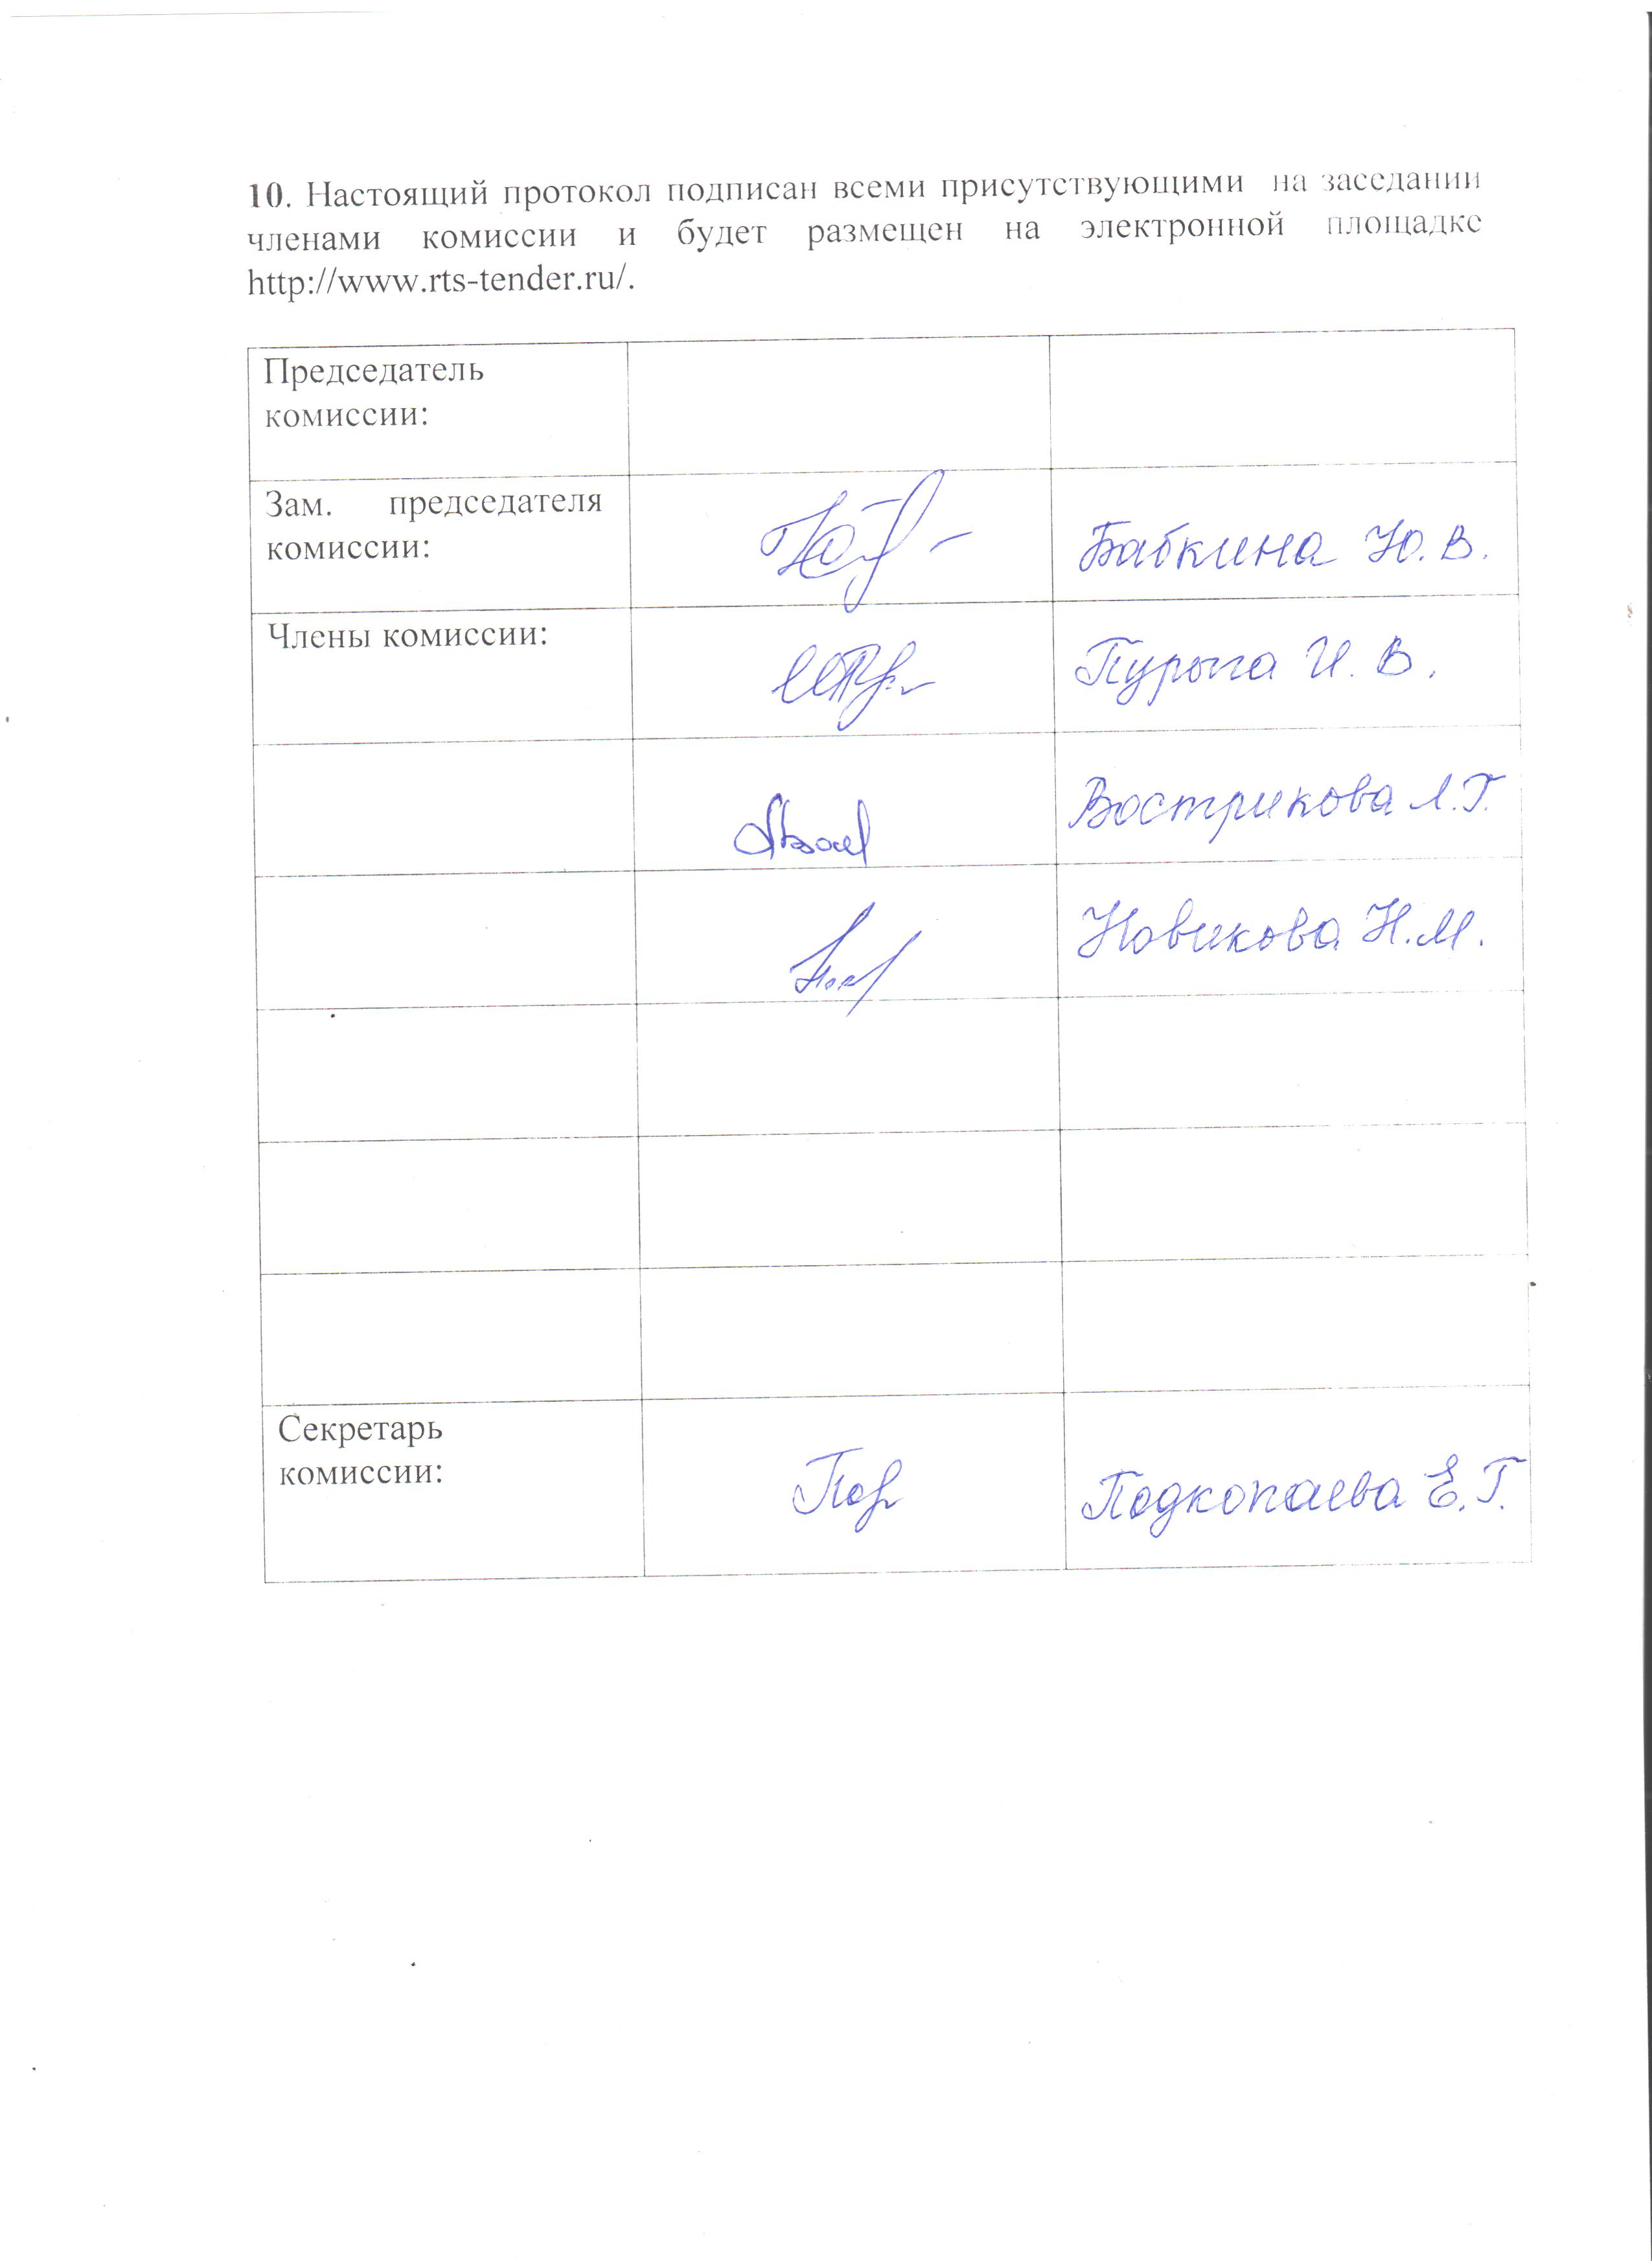 10. Настоящий протокол подписан всеми присутствующими на заседании
членами комиссии и будет размещен на электронной площадке
http://www.rts-tender.ru/.
Председатель
комиссии:
Зам. председателя
комиссии:
Бабкина Ю. В.
Члены комиссии:
Пурыга И. В.
Вострикова Л.Г.
Новикова Н.М.
Секретарь
комиссии:
Подкопаева Е.Г.